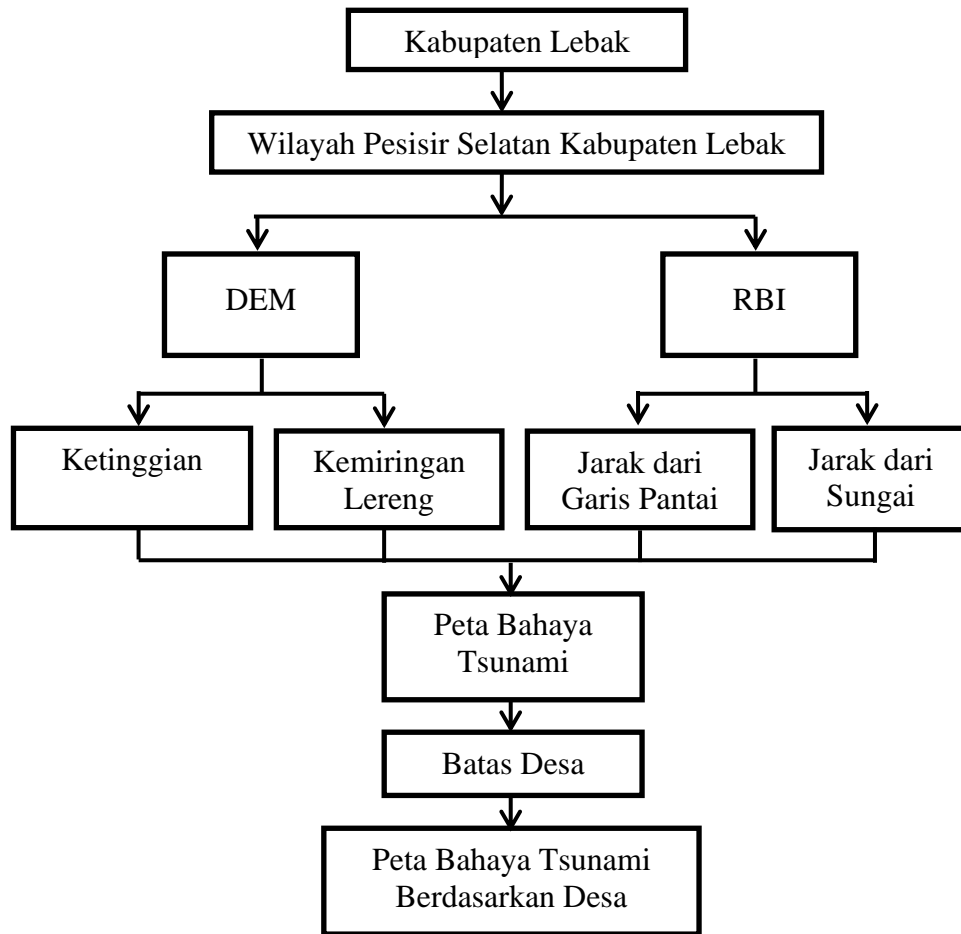 Kabupaten Lebak
Wilayah Pesisir Selatan Kabupaten Lebak
DEM
RBI
Ketinggian
Kemiringan
Lereng
Jarak dari
Garis Pantai
Jarak dari
Sungai
Peta Bahaya
Tsunami
Batas Desa
Peta Bahaya Tsunami
Berdasarkan Desa